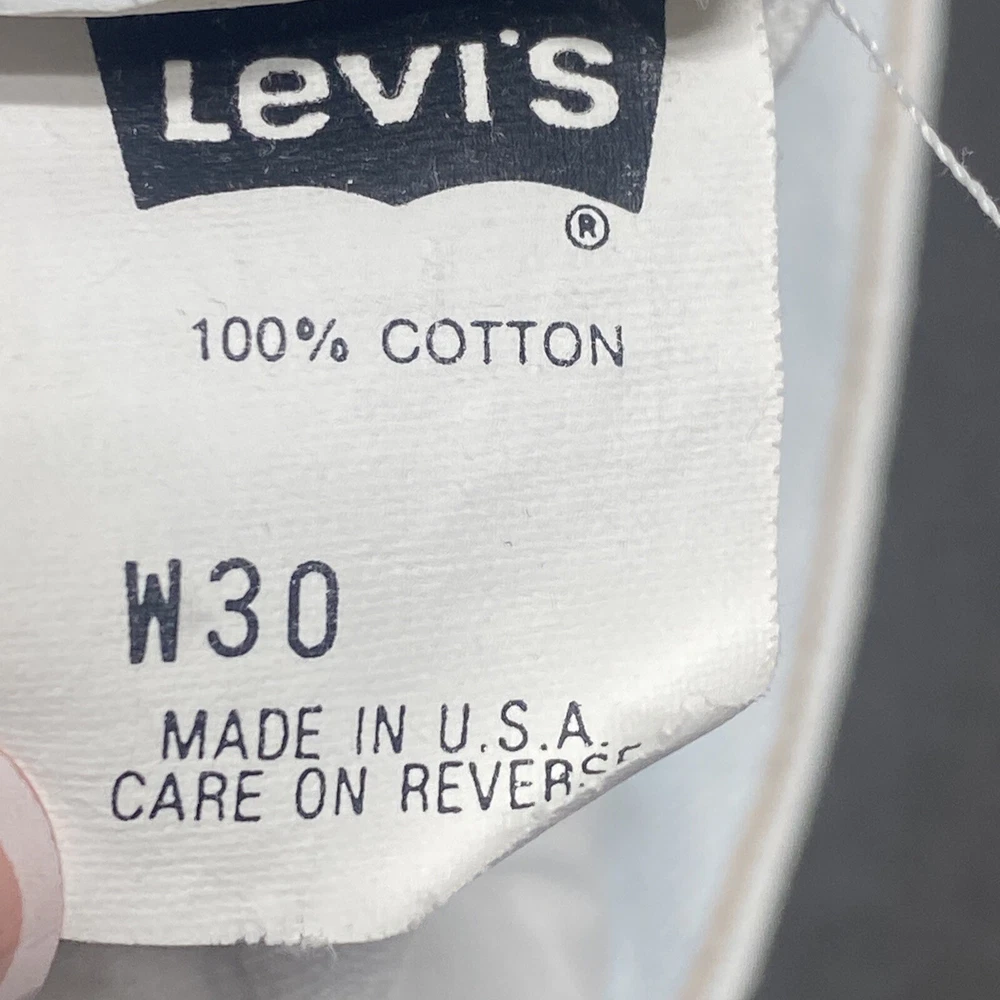 Levi's
®
100% COTTON
W30
MADE IN U.S.A.
CARE ON REVERSE